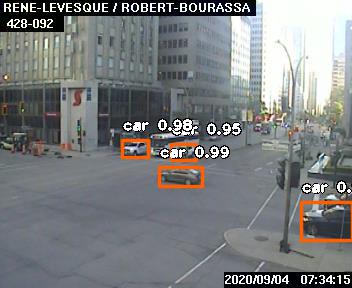 RENE-LEVESQUE / ROBERT-BOURASSA
428-092
car 0.98
car 0.95
car 0.99
car 0.
2020/09/04 07:34:15